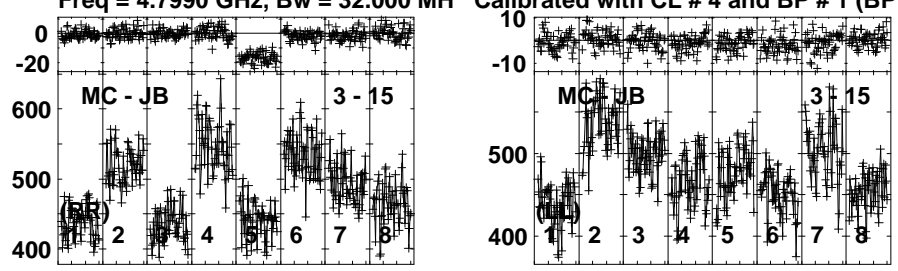 Freq = 4.7990 GHz, Bw = 32.000 MH Calibrated with CL # 4 and BP # 1 (BP
0
-20
MC - JB 3 - 15
600
500
400
(RR)
1 2 3 4 5 6 7 8
10
-10
MC - JB 3 - 15
500
400
(LL)
1 2 3 4 5 6 7 8